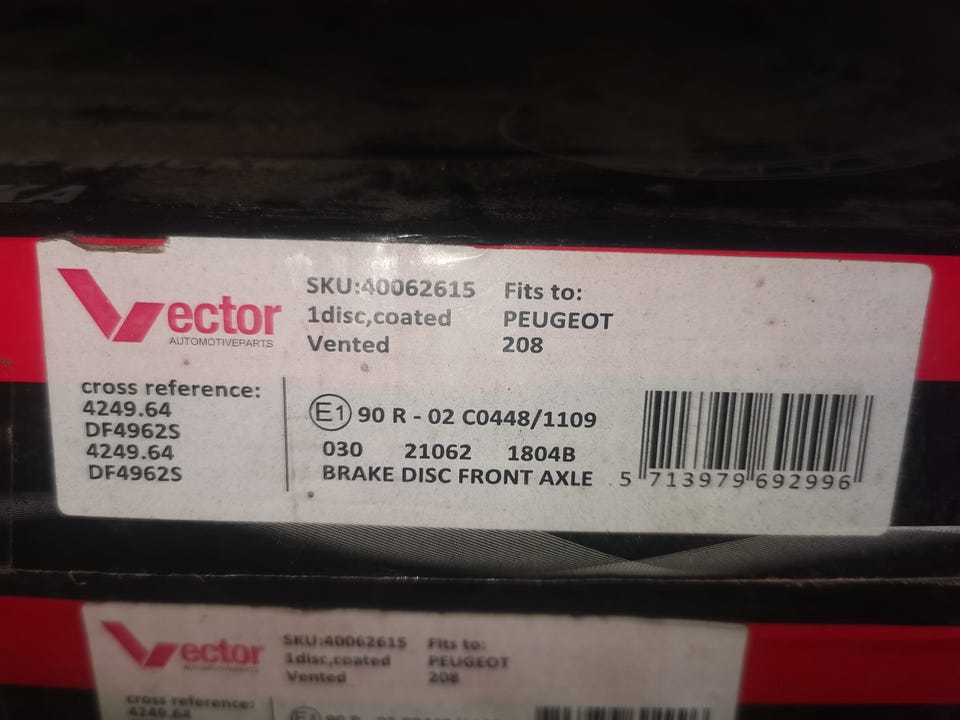 Vector
AUTOMOTIVEPARTS
SKU:40062615
1disc,coated
Vented
Fits to:
PEUGEOT
208
cross reference:
4249.64
DF4962S
4249.64
DF4962S
E1 90 R - 02 C0448/1109
030 21062 1804B
BRAKE DISC FRONT AXLE
5 713979 692996
Vector
AUTOMOTIVEPARTS
SKU:40062615
1disc,coated
Vented
Fits to:
PEUGEOT
208
cross reference:
4249.64